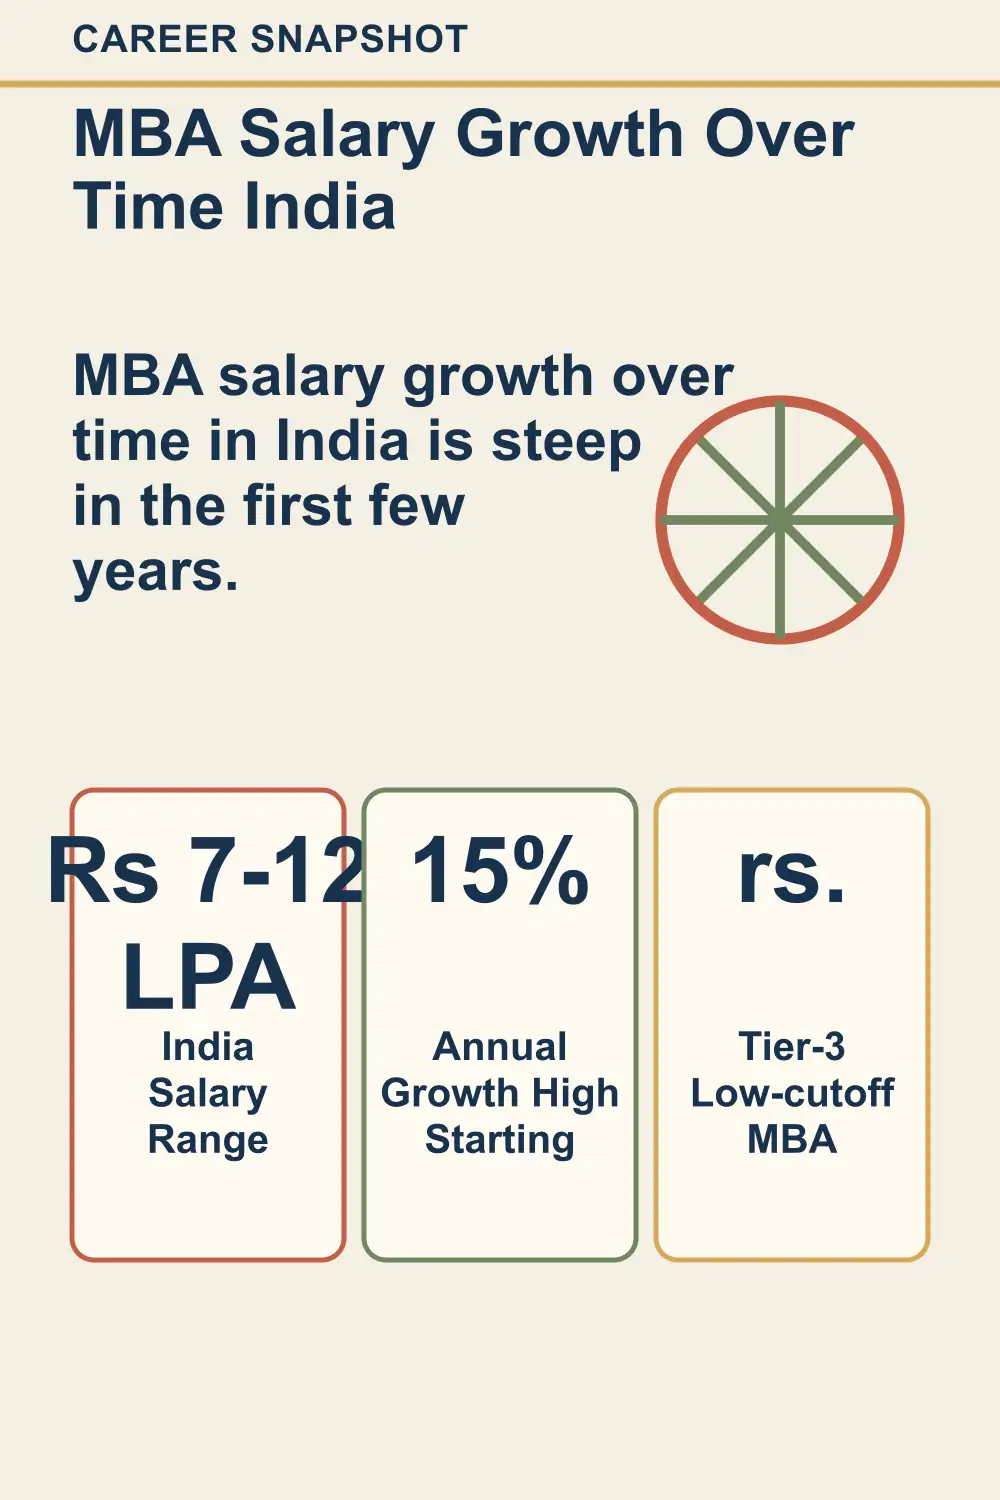 CAREER SNAPSHOT
MBA Salary Growth Over
Time India
MBA salary growth over
time in India is steep
in the first few
years.
Rs 7-12
LPA
India
Salary
Range
15%
Annual
Growth High
Starting
rs.
Tier-3
Low-cutoff
MBA